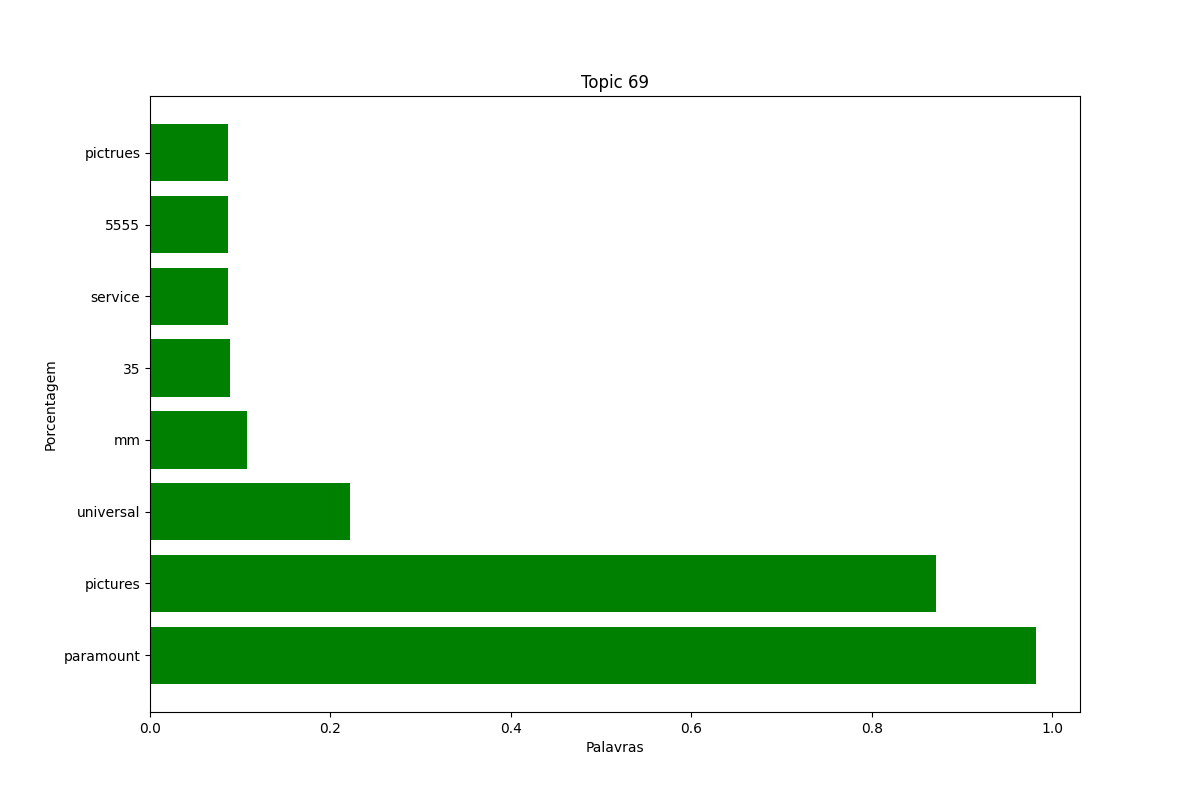 Topic 69
pictrues
5555
service
35
mm
universal
pictures
paramount
Porcentagem
0.0 0.2 0.4 0.6 0.8 1.0
Palavras